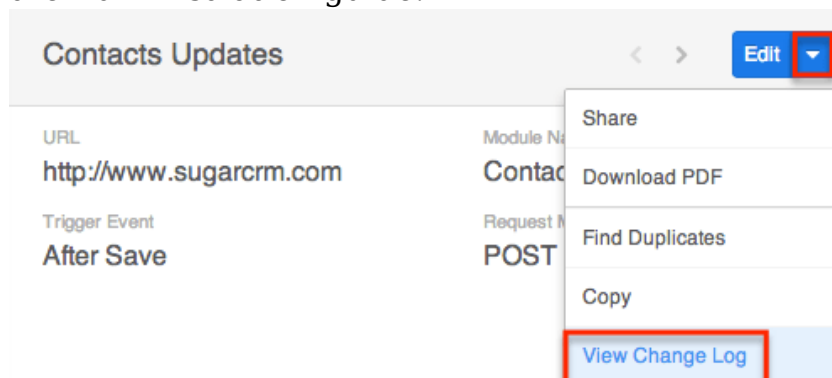 Contacts Updates
Edit
URL
Module Na
http://www.sugarcrm.com
Contac
Trigger Event
Request M
After Save
POST
Share
Download PDF
Find Duplicates
Copy
View Change Log